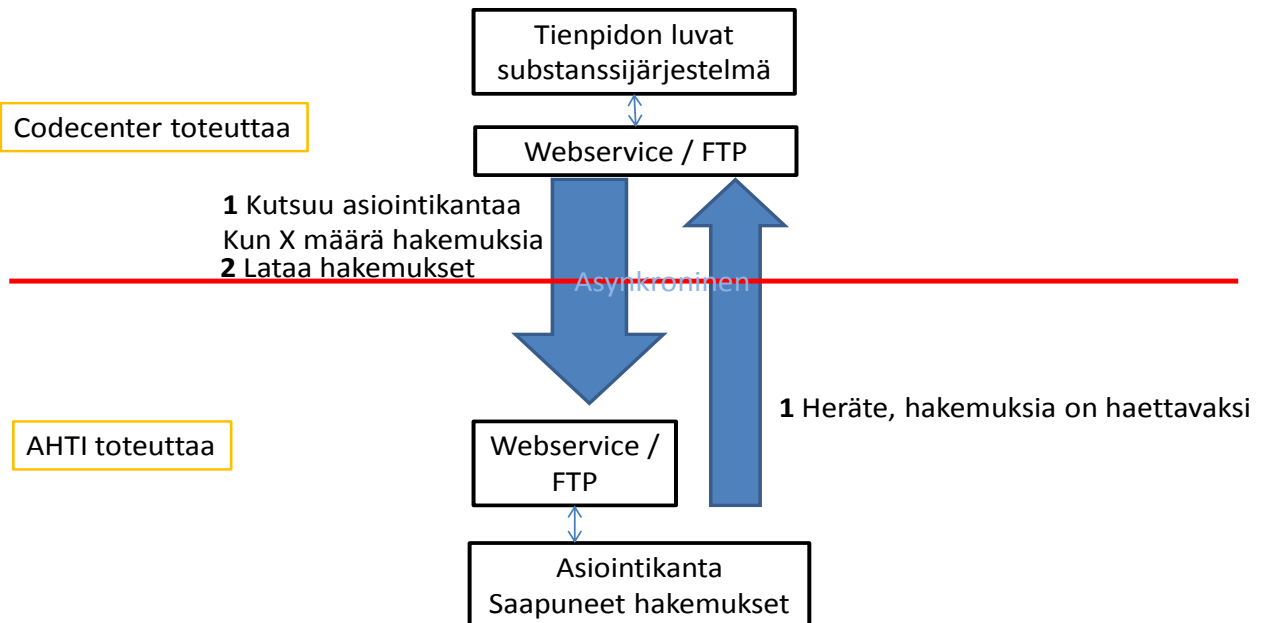 Tienpidon luvat
substanssijärjestelmä
Codecenter toteuttaa
Webservice / FTP
1 Kutsuu asiointikantaa
Kun X määrä hakemuksia
2 Lataa hakemukset
Asynkroninen
1 Heräte, hakemuksia on haettavaksi
AHTI toteuttaa
Webservice /
FTP
Asiointikanta
Saapuneet hakemukset